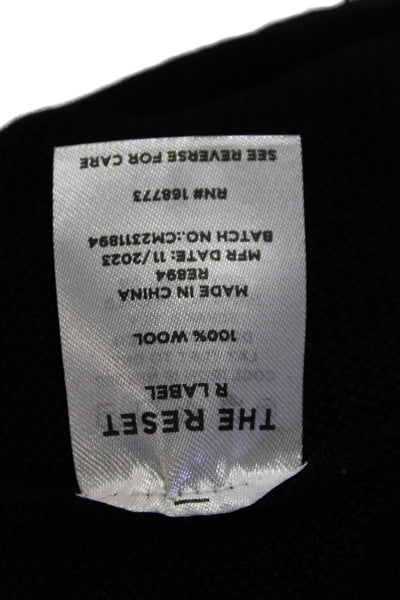 THE RESET
R LABEL
100% WOOL
MADE IN CHINA
RE894
MFR DATE: 11/2023
BATCH NO.:CM2311894
RN# 168773
SEE REVERSE FOR CARE